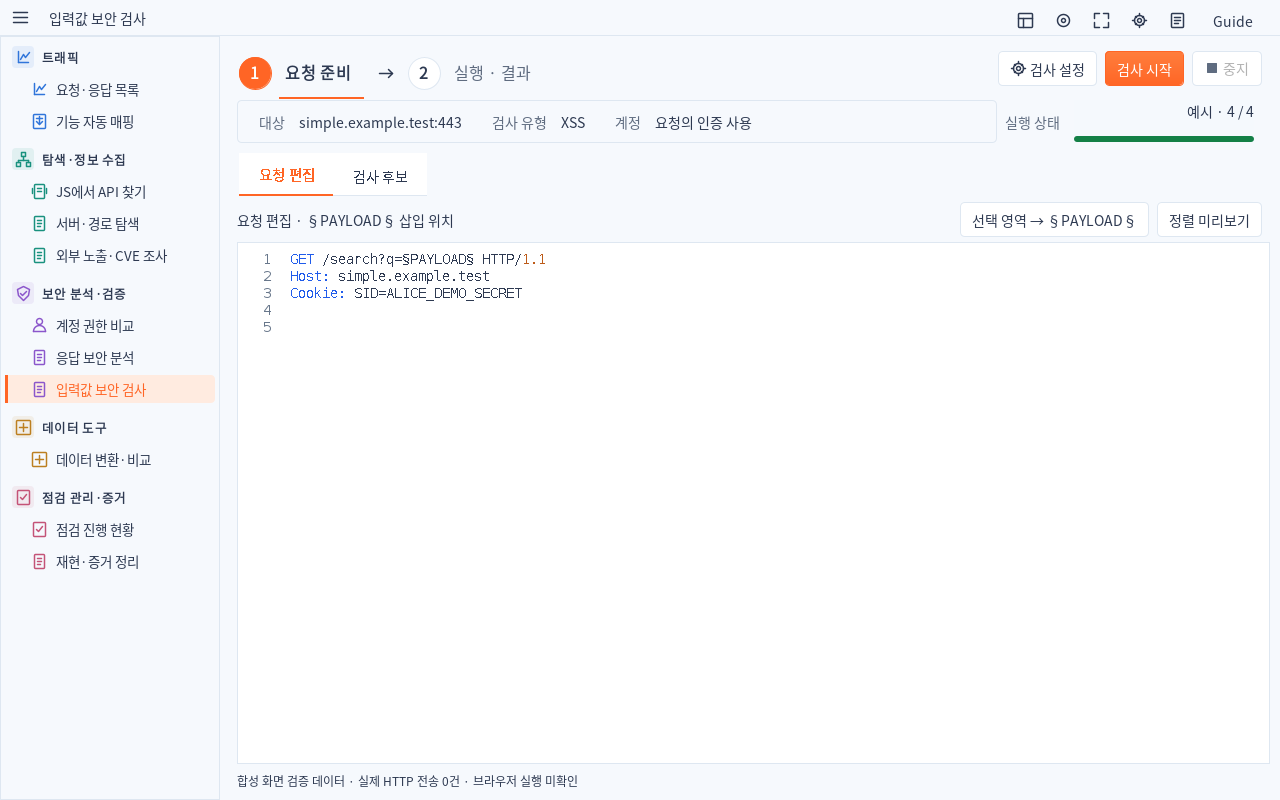 입력값 보안 검사
Guide
트래픽
요청·응답 목록
기능 자동 매핑
탐색·정보 수집
JS에서 API 찾기
서버·경로 탐색
외부 노출·CVE 조사
보안 분석·검증
계정 권한 비교
응답 보안 분석
입력값 보안 검사
데이터 도구
데이터 변환·비교
점검 관리·증거
점검 진행 현황
재현·증거 정리
1 요청 준비 → 2 실행 · 결과
검사 설정 검사 시작 중지
대상 simple.example.test:443 검사 유형 XSS 계정 요청의 인증 사용
실행 상태 예시 · 4 / 4
요청 편집 검사 후보
요청 편집 · §PAYLOAD§ 삽입 위치
선택 영역 → §PAYLOAD§ 정렬 미리보기
1 GET /search?q=§PAYLOAD§ HTTP/1.1
2 Host: simple.example.test
3 Cookie: SID=ALICE_DEMO_SECRET
4
5
합성 화면 검증 데이터 · 실제 HTTP 전송 0건 · 브라우저 실행 미확인